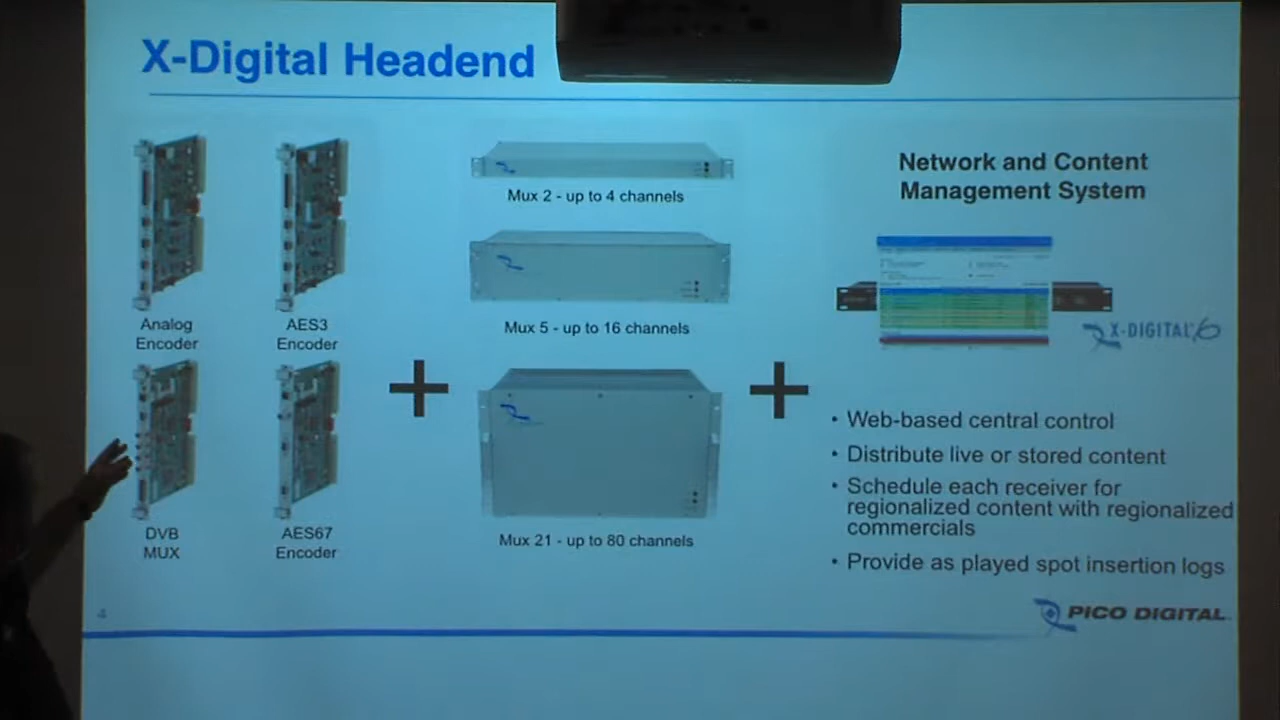 X-Digital Headend
Analog
Encoder
AES3
Encoder
DVB
MUX
AES67
Encoder
Mux 2 - up to 4 channels
Mux 5 - up to 16 channels
Mux 21 - up to 80 channels
Network and Content
Management System
X-DIGITAL 6
• Web-based central control
• Distribute live or stored content
• Schedule each receiver for
regionalized content with regionalized
commercials
• Provide as played spot insertion logs
4
PICO DIGITAL